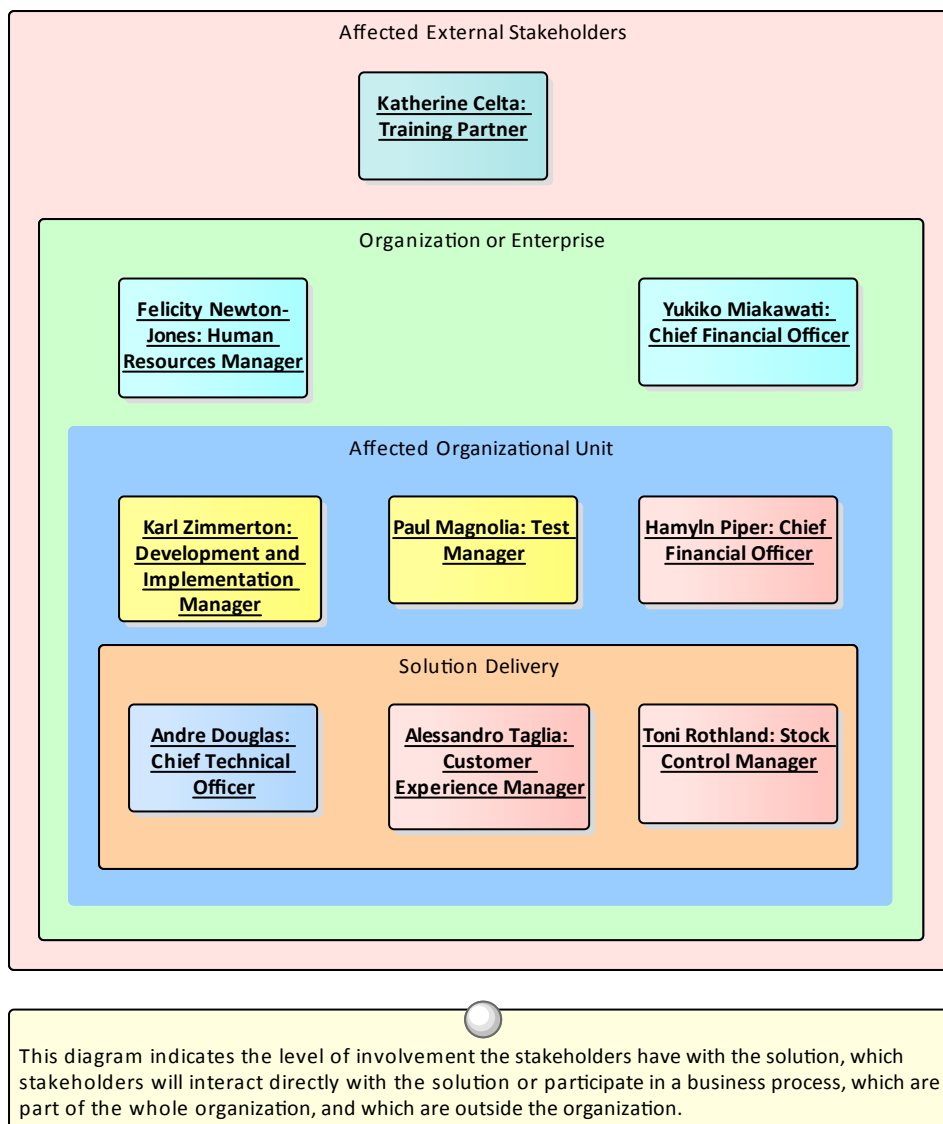 Affected External Stakeholders
Katherine Celta:
Training Partner
Organization or Enterprise
Felicity Newton-
Jones: Human
Resources Manager
Yukiko Miakawati:
Chief Financial Officer
Affected Organizational Unit
Karl Zimmerton:
Development and
Implementation
Manager
Paul Magnolia: Test
Manager
Hamyln Piper: Chief
Financial Officer
Solution Delivery
Andre Douglas:
Chief Technical
Officer
Alessandro Taglia:
Customer
Experience Manager
Toni Rothland: Stock
Control Manager
This diagram indicates the level of involvement the stakeholders have with the solution, which
stakeholders will interact directly with the solution or participate in a business process, which are
part of the whole organization, and which are outside the organization.